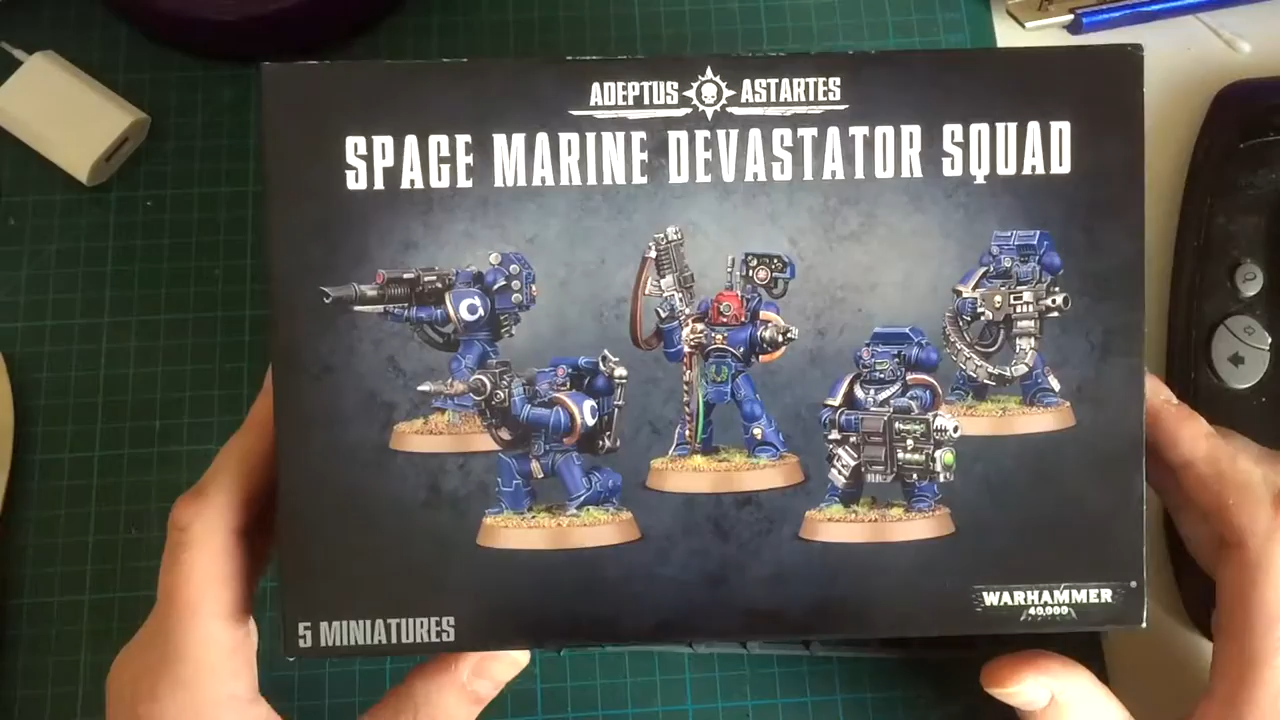 ADEPTUS ASTARTES
SPACE MARINE DEVASTATOR SQUAD
5 MINIATURES
WARHAMMER
40,000